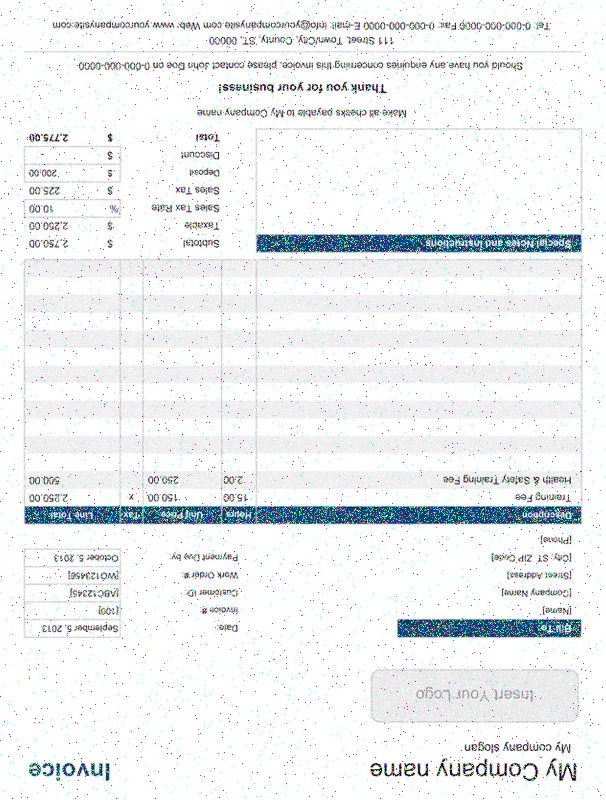 My Company name
Invoice
My company slogan
Insert Your Logo
Bill To:
Date: September 5, 2013
[Name]
Invoice #: [100]
[Company Name]
Customer ID: [ABC12345]
[Street Address]
Work Order #: [WO123456]
[City, ST ZIP Code]
Payment Due by: October 5, 2013
[Phone]
Description Hours Unit Price Tax Line Total
Training Fee 15.00 150.00 x 2,250.00
Health & Safety Training Fee 2.00 250.00 500.00
Special Notes and Instructions
Subtotal $ 2,750.00
Taxable $ 2,250.00
Sales Tax Rate % 10.00
Sales Tax $ 225.00
Deposit $ 200.00
Discount $ -
Total $ 2,775.00
Make all checks payable to My Company name
Thank you for your business!
Should you have any enquiries concerning this invoice, please contact John Doe on 0-000-000-0000
111 Street, Town/City, County, ST, 00000
Tel: 0-000-000-0000 Fax: 0-000-000-0000 E-mail: info@yourcompanysite.com Web: www.yourcompanysite.com